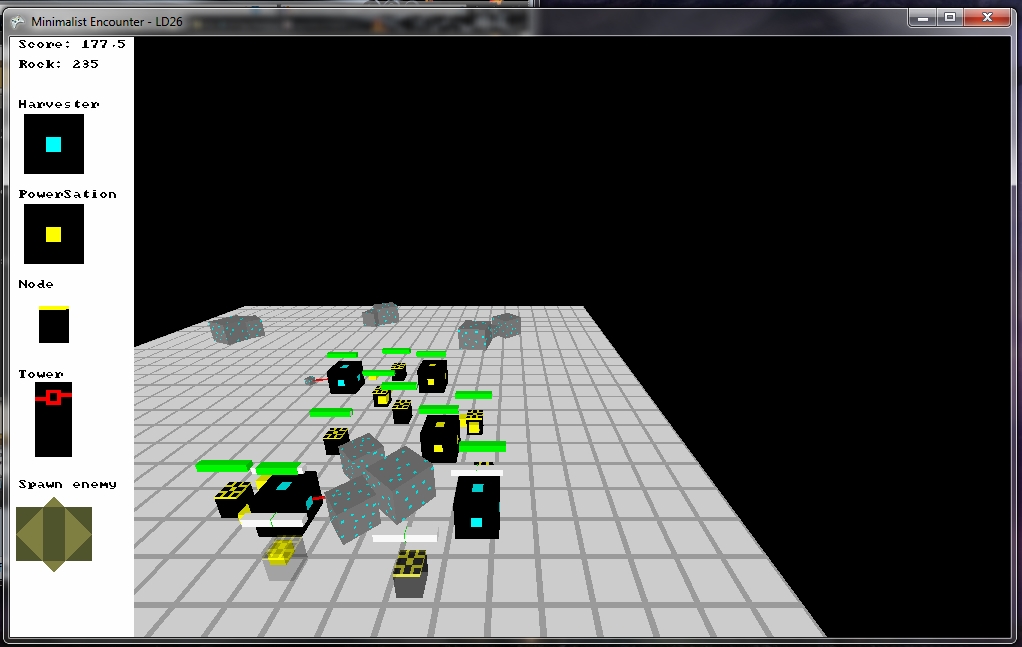 Minimalist Encounter - LD26
Score: 177.5
Rock: 235
Harvester
PowerSation
Node
Tower
Spawn enemy